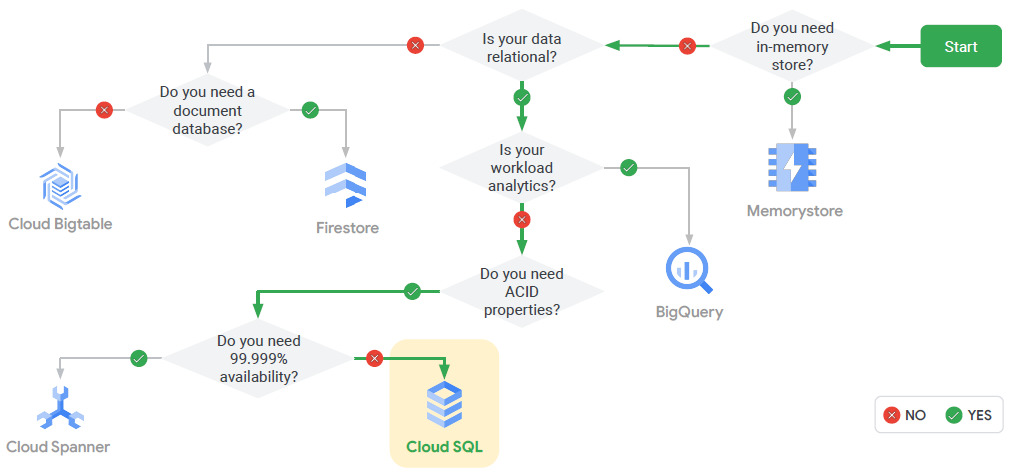 Start
Do you need
in-memory
store?
Is your data
relational?
Do you need a
document
database?
Is your
workload
analytics?
Cloud Bigtable
Firestore
Memorystore
Do you need
ACID
properties?
BigQuery
Do you need
99.999%
availability?
Cloud Spanner
Cloud SQL
NO
YES